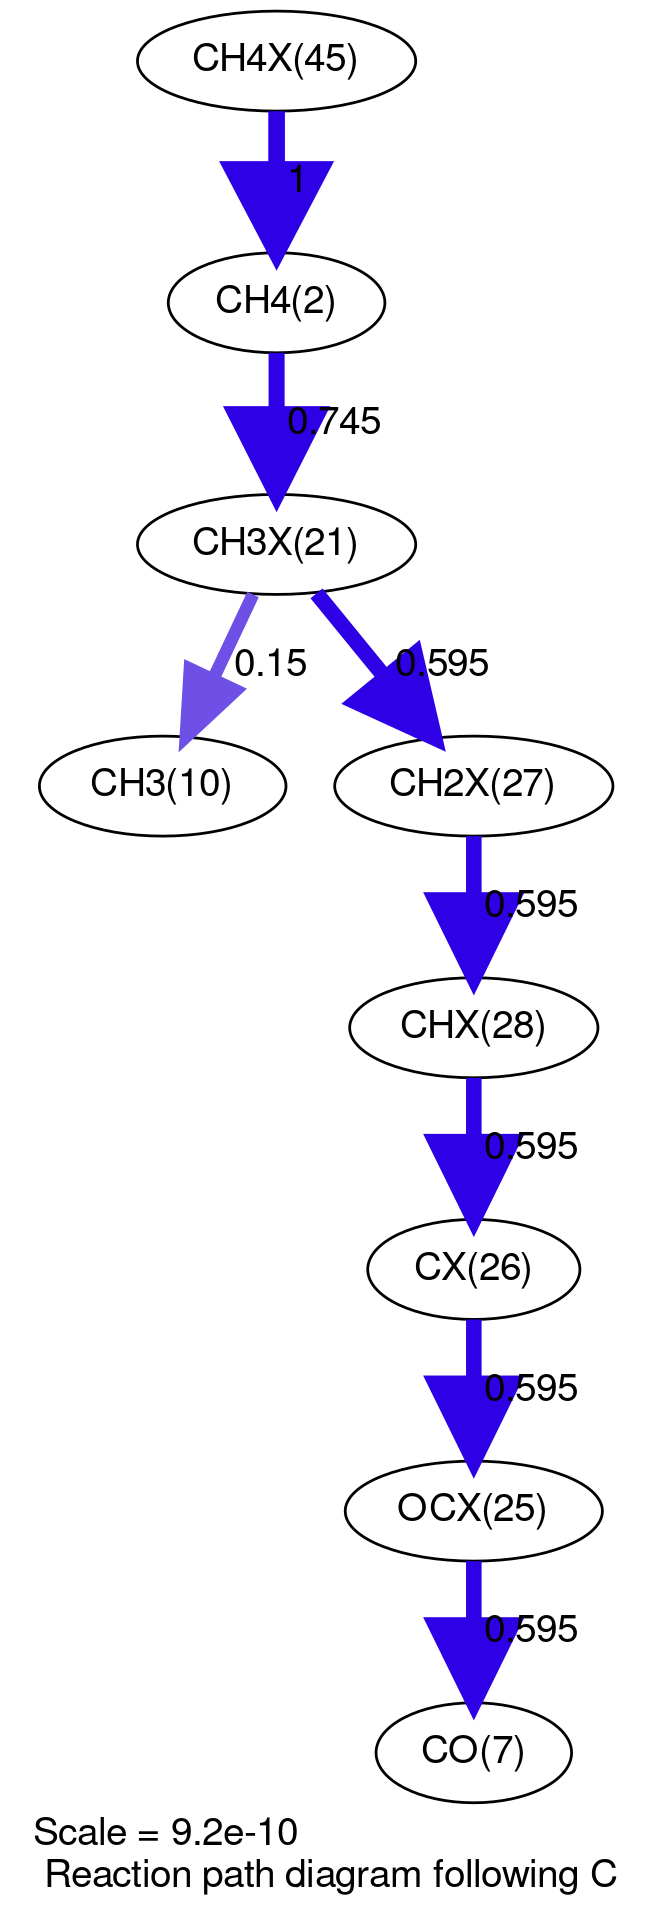 CH4X(45)
1
CH4(2)
0.745
CH3X(21)
0.15
0.595
CH3(10)
CH2X(27)
0.595
CHX(28)
0.595
CX(26)
0.595
OCX(25)
0.595
CO(7)
Scale = 9.2e-10
Reaction path diagram following C